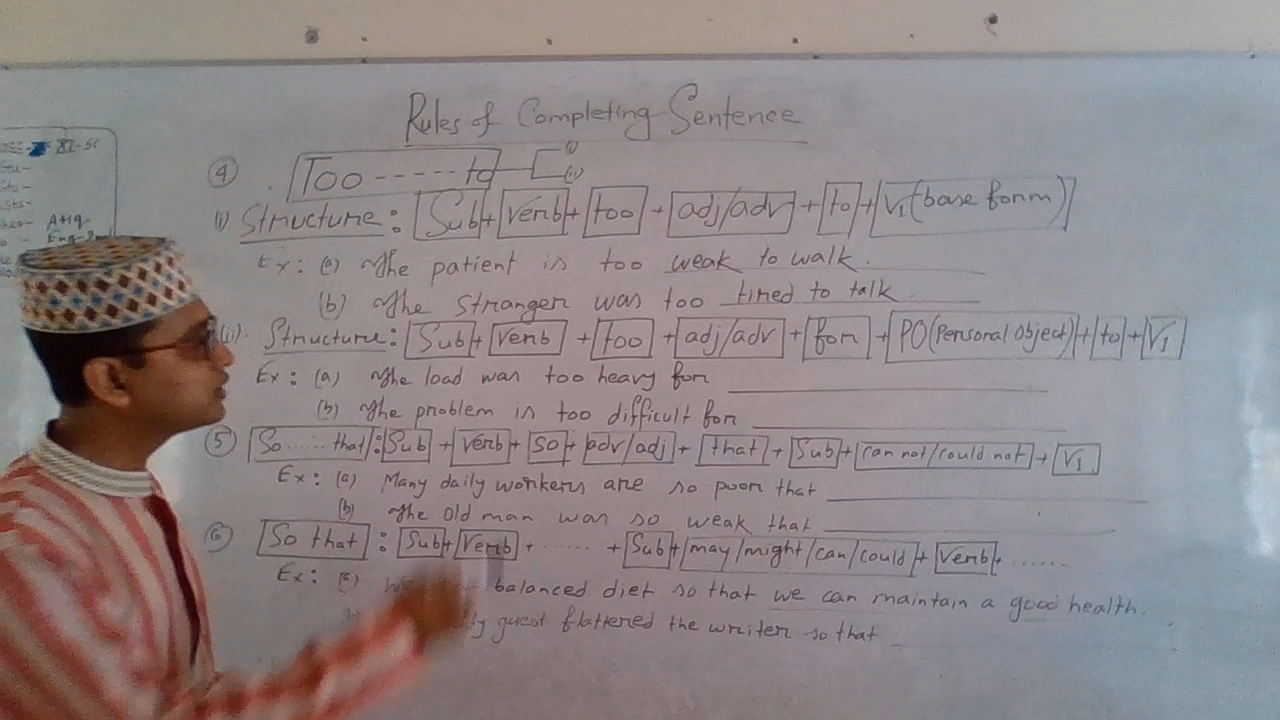 Rules of Completing Sentence
④ Too ----- to (i)
(ii)
(i) Structure : Sub + Verb + too + adj/adv + to + V₁ (base form)
Ex : (a) The patient is too weak to walk.
(b) The stranger was too tired to talk.
(ii). Structure : Sub + Verb + too + adj/adv + for + PO (Personal Object) + to + V₁
Ex : (a) The load was too heavy for
(b) The problem is too difficult for
⑤ So ...... that : Sub + Verb + so + adv/adj + that + Sub + can not/could not + V₁
Ex : (a) Many daily workers are so poor that
(b) The old man was so weak that
⑥ So that : Sub + Verb + ...... + Sub + may/might/can/could + Verb + ......
Ex : (a) We balanced diet so that we can maintain a good health.
guest flattered the writer so that